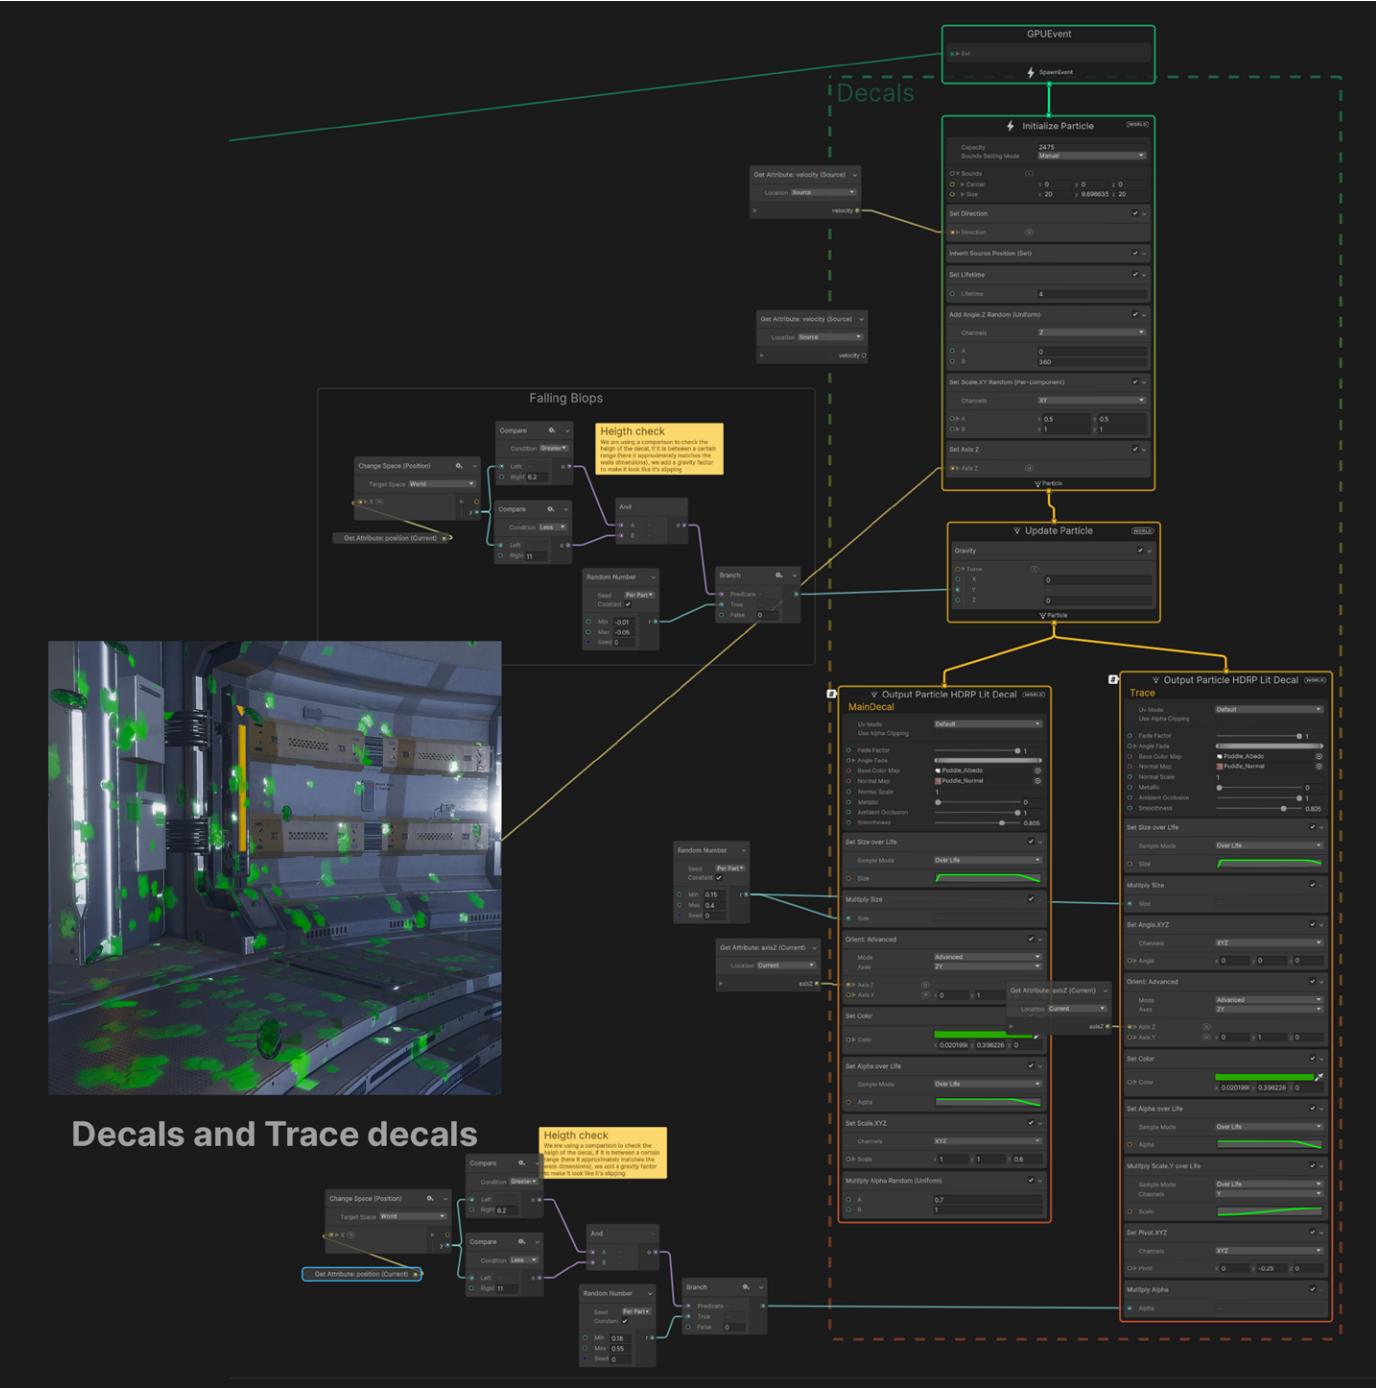 GPUEvent
Evt
SpawnEvent
Decals
Initialize Particle
WORLD
Capacity 2475
Bounds Setting Mode Manual
Bounds L
Center x 0 y 0 z 0
Size x 20 y 9.698631 z 20
Set Direction
Direction W
Inherit Source Position (Set)
Set Lifetime
Lifetime 4
Add Angle.Z Random (Uniform)
Channels Z
A 0
B 360
Set Scale.XY Random (Per-component)
Channels XY
A x 0.5 y 0.5
B x 1 y 1
Set Axis Z
Axis Z W
Particle
Get Attribute: velocity (Source)
Location Source
velocity
Get Attribute: velocity (Source)
Location Source
velocity
Falling Blops
Compare
Condition Greater
Left
Right 6.2
Heigth check
We are using a comparison to check the
heigh of the decal, if it is between a certain
range (here it approximately matches the
walls dimensions), we add a gravity factor
to make it look like it's slipping
Change Space (Position)
Target Space World
X W
y
Get Attribute: position (Current)
Compare
Condition Less
Left
Right 11
And
A
B
o
Random Number
Seed Per Part
Constant
Min -0.01
Max -0.05
Seed 0
r
Branch
Predicate
True
False 0
Update Particle
WORLD
Gravity
Force L
X 0
Y
Z 0
Particle
Output Particle HDRP Lit Decal
WORLD
MainDecal
Uv Mode Default
Use Alpha Clipping
Fade Factor 1
Angle Fade
Base Color Map Puddle_Albedo
Normal Map Puddle_Normal
Normal Scale 1
Metallic 0
Ambient Occlusion 1
Smoothness 0.805
Set Size over Life
Sample Mode Over Life
Size
Multiply Size
Size
Orient: Advanced
Mode Advanced
Axes ZY
Axis Z
Axis Y x 0 y 1
Set Color
Color
x 0.020199 y 0.396226 z 0
Set Alpha over Life
Sample Mode Over Life
Alpha
Set Scale.XYZ
Channels XYZ
Scale x 1 y 1 z 0.6
Multiply Alpha Random (Uniform)
A 0.7
B 1
Output Particle HDRP Lit Decal
WORLD
Trace
Uv Mode Default
Use Alpha Clipping
Fade Factor 1
Angle Fade
Base Color Map Puddle_Albedo
Normal Map Puddle_Normal
Normal Scale 1
Metallic 0
Ambient Occlusion 1
Smoothness 0.805
Set Size over Life
Sample Mode Over Life
Size
Multiply Size
Size
Set Angle.XYZ
Channels XYZ
Angle x 0 y 0 z 0
Orient: Advanced
Mode Advanced
Axes ZY
Axis Z
Axis Y x 0 y 1 z 0
Set Color
Color
x 0.020199 y 0.396226 z 0
Set Alpha over Life
Sample Mode Over Life
Alpha
Multiply Scale.Y over Life
Sample Mode Over Life
Channels Y
Scale
Set Pivot.XYZ
Channels XYZ
Pivot x 0 y -0.25 z 0
Multiply Alpha
Alpha
Random Number
Seed Per Part
Constant
Min 0.15
Max 0.4
Seed 0
r
Get Attribute: axisZ (Current)
Location Current
axisZ
Get Attribute: axisZ (Current)
Location Current
axisZ
Decals and Trace decals
Heigth check
We are using a comparison to check the
heigh of the decal, if it is between a certain
range (here it approximately matches the
walls dimensions), we add a gravity factor
to make it look like it's slipping
Compare
Condition Greater
Left
Right 6.2
Change Space (Position)
Target Space World
X W
y
Get Attribute: position (Current)
Compare
Condition Less
Left
Right 11
And
A
B
o
Random Number
Seed Per Part
Constant
Min 0.18
Max 0.55
Seed 0
r
Branch
Predicate
True
False 0